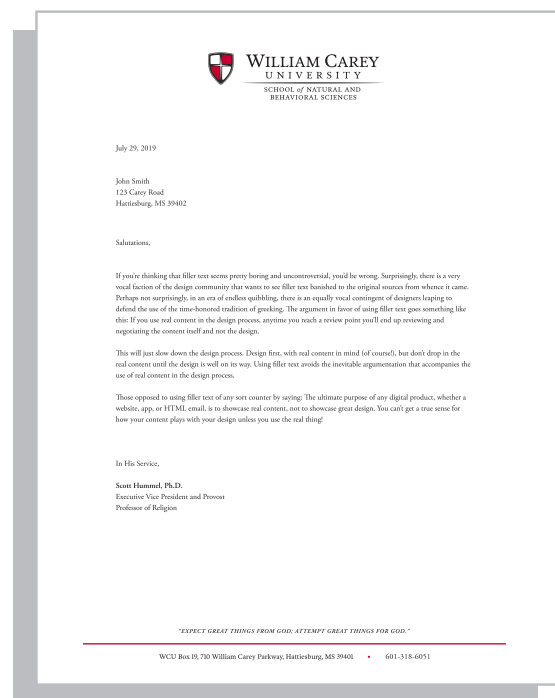 WILLIAM CAREY
UNIVERSITY
SCHOOL of NATURAL AND
BEHAVIORAL SCIENCES
July 29, 2019
John Smith
123 Carey Road
Hattiesburg, MS 39402
Salutations,
If you're thinking that filler text seems pretty boring and uncontroversial, you'd be wrong. Surprisingly, there is a very
vocal faction of the design community that wants to see filler text banished to the original sources from whence it came.
Perhaps not surprisingly, in an era of endless quibbling, there is an equally vocal contingent of designers leaping to
defend the use of the time-honored tradition of greeking. The argument in favor of using filler text goes something like
this: If you use real content in the design process, anytime you reach a review point you'll end up reviewing and
negotiating the content itself and not the design.
This will just slow down the design process. Design first, with real content in mind (of course!), but don't drop in the
real content until the design is well on its way. Using filler text avoids the inevitable argumentation that accompanies the
use of real content in the design process.
Those opposed to using filler text of any sort counter by saying: The ultimate purpose of any digital product, whether a
website, app, or HTML email, is to showcase real content, not to showcase great design. You can't get a true sense for
how your content plays with your design unless you use the real thing!
In His Service,
Scott Hummel, Ph.D.
Executive Vice President and Provost
Professor of Religion
"EXPECT GREAT THINGS FROM GOD; ATTEMPT GREAT THINGS FOR GOD."
WCU Box 19, 710 William Carey Parkway, Hattiesburg, MS 39401 • 601-318-6051